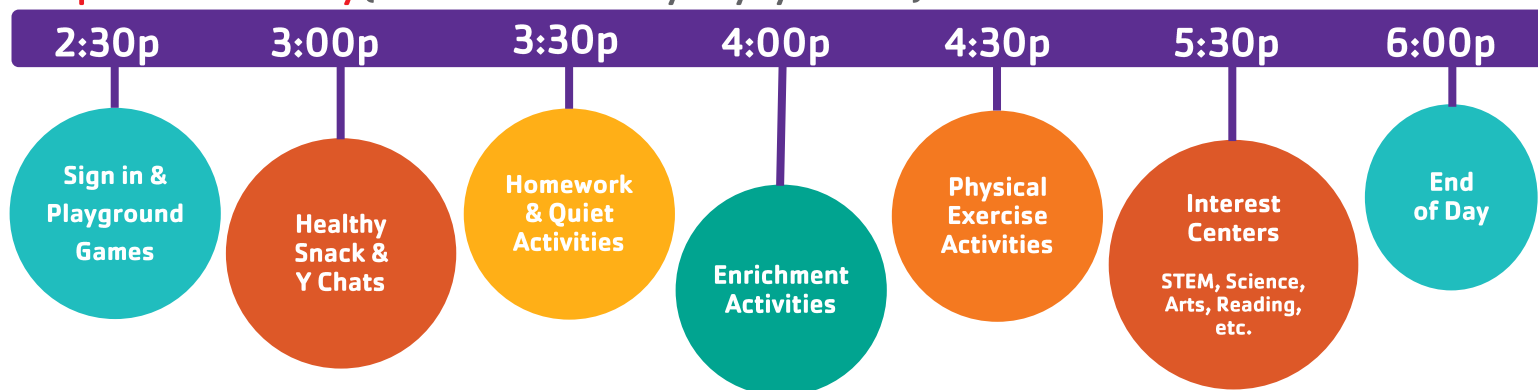 2:30p 3:00p 3:30p 4:00p 4:30p 5:30p 6:00p
Sign in &
Playground
Games
Healthy
Snack &
Y Chats
Homework
& Quiet
Activities
Enrichment
Activities
Physical
Exercise
Activities
Interest
Centers
STEM, Science,
Arts, Reading,
etc.
End
of Day